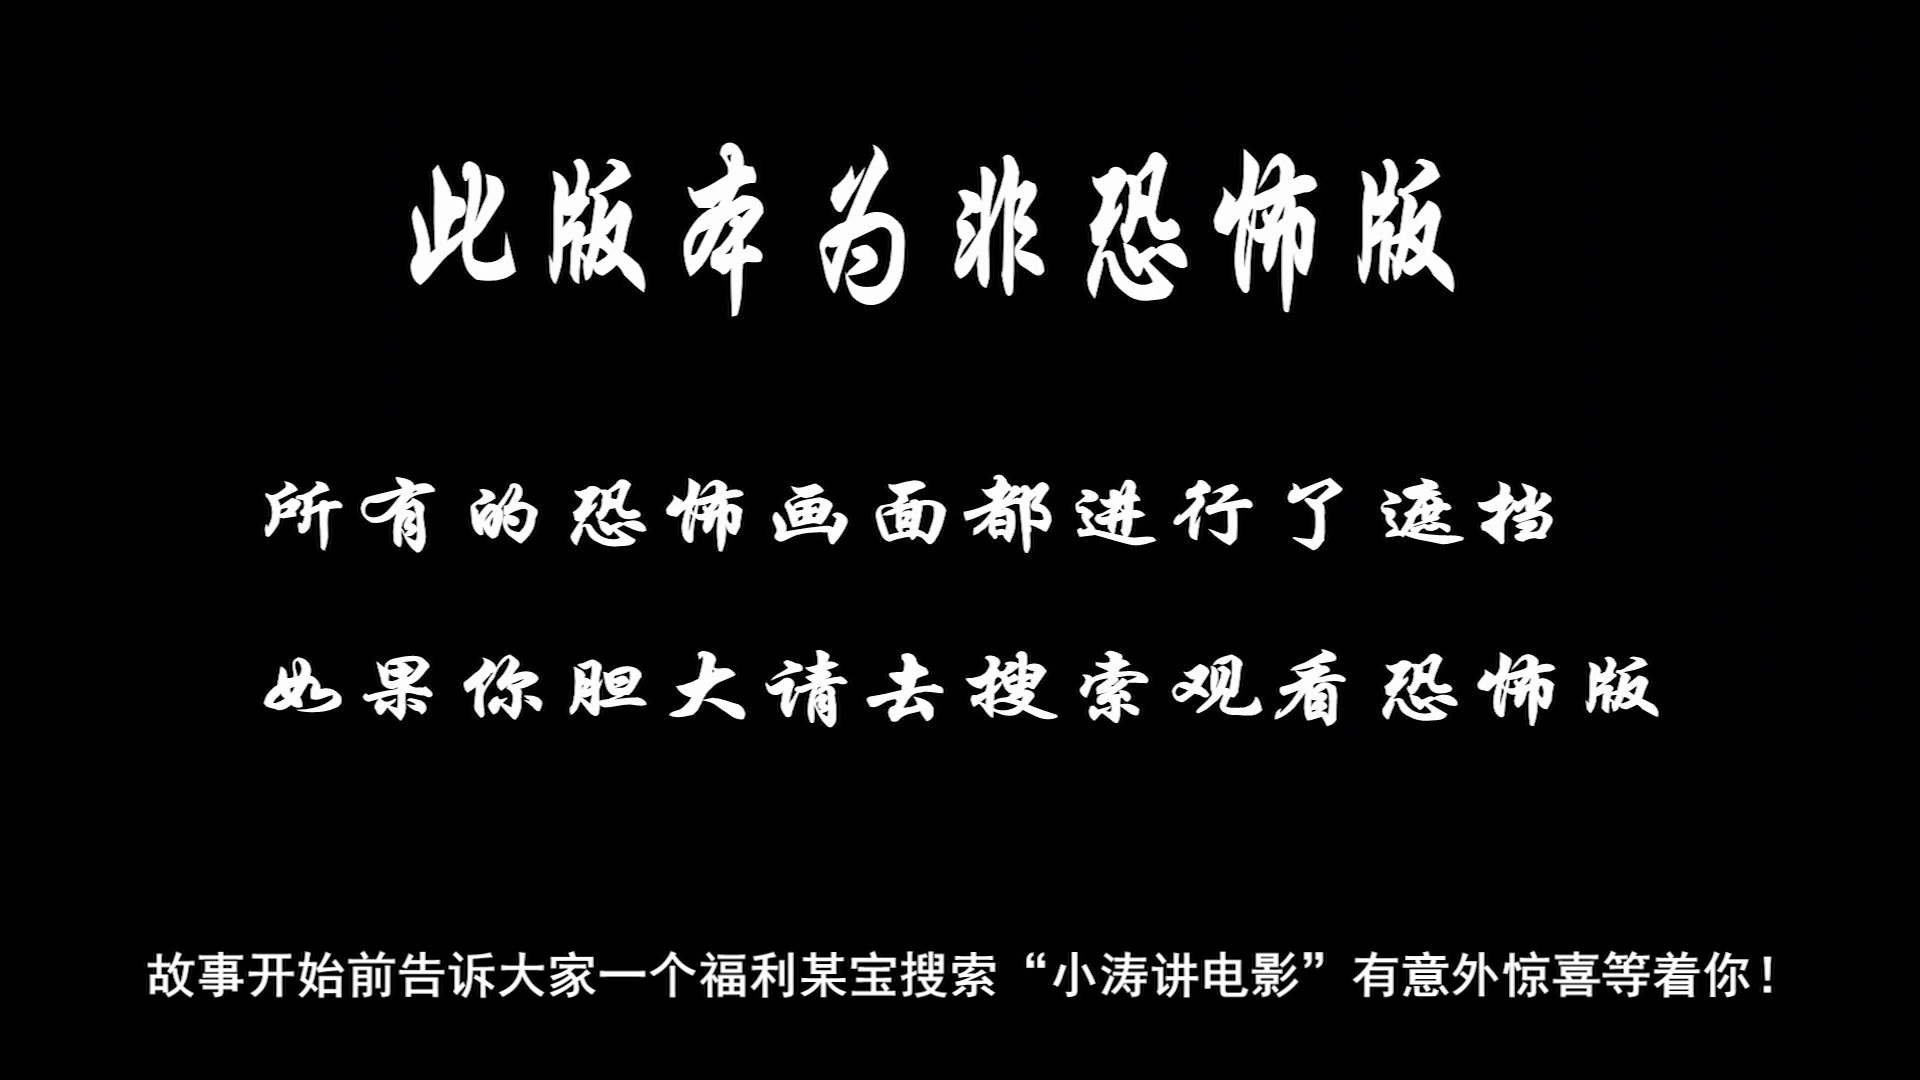 此版本为非恐怖版
所有的恐怖画面都进行了遮挡
如果你胆大请去搜索观看恐怖版
故事开始前告诉大家一个福利某宝搜索“小涛讲电影”有意外惊喜等着你！